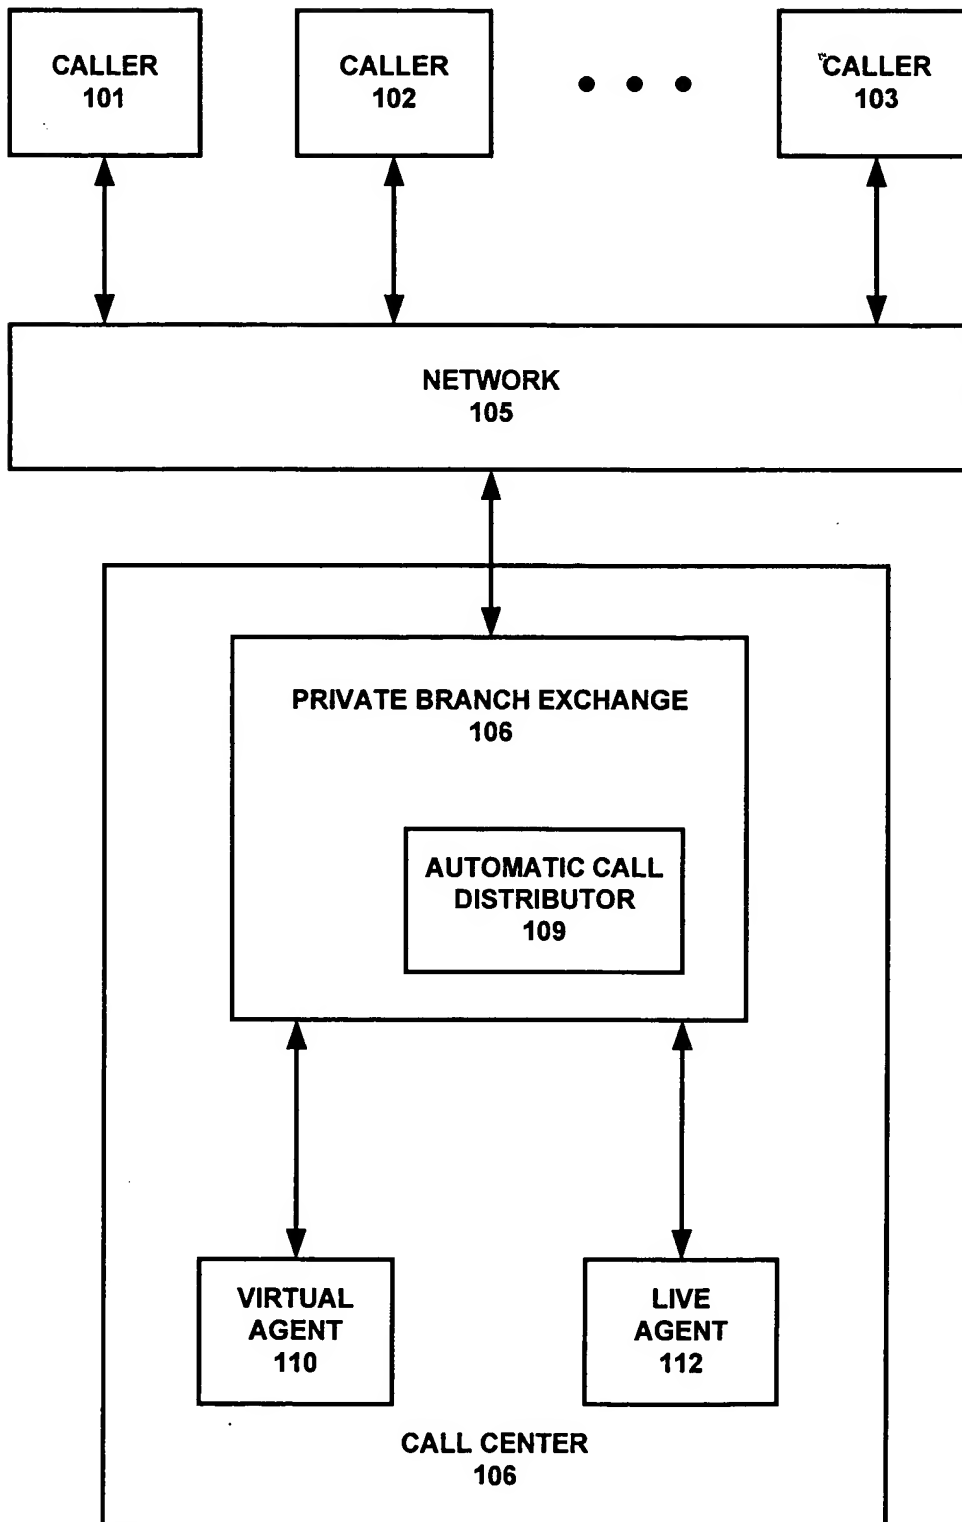 CALLER
101
CALLER
102
CALLER
103
NETWORK
105
PRIVATE BRANCH EXCHANGE
106
AUTOMATIC CALL
DISTRIBUTOR
109
VIRTUAL
AGENT
110
LIVE
AGENT
112
CALL CENTER
106